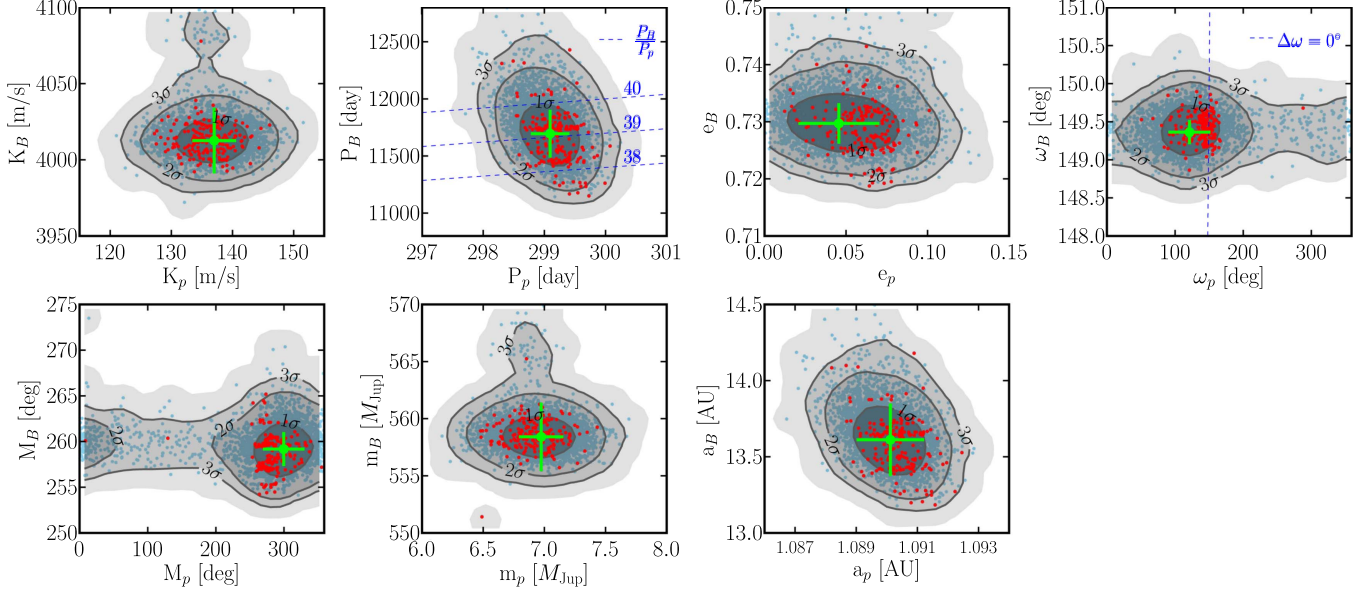 4100
4050
4000
3950
K_B [m/s]
120 130 140 150
K_p [m/s]
3σ
1σ
2σ
12500
12000
11500
11000
P_B [day]
297 298 299 300 301
P_p [day]
P_B/P_p
40
39
38
3σ
1σ
2σ
0.75
0.74
0.73
0.72
0.71
e_B
0.00 0.05 0.10 0.15
e_p
3σ
1σ
2σ
151.0
150.5
150.0
149.5
149.0
148.5
148.0
ω_B [deg]
0 100 200 300
ω_p [deg]
Δω = 0°
3σ
1σ
2σ
3σ
275
270
265
260
255
250
M_B [deg]
0 100 200 300
M_p [deg]
3σ
1σ
2σ
2σ
3σ
570
565
560
555
550
m_B [M_Jup]
6.0 6.5 7.0 7.5 8.0
m_p [M_Jup]
3σ
1σ
2σ
14.5
14.0
13.5
13.0
a_B [AU]
1.087 1.089 1.091 1.093
a_p [AU]
1σ
2σ
3σ